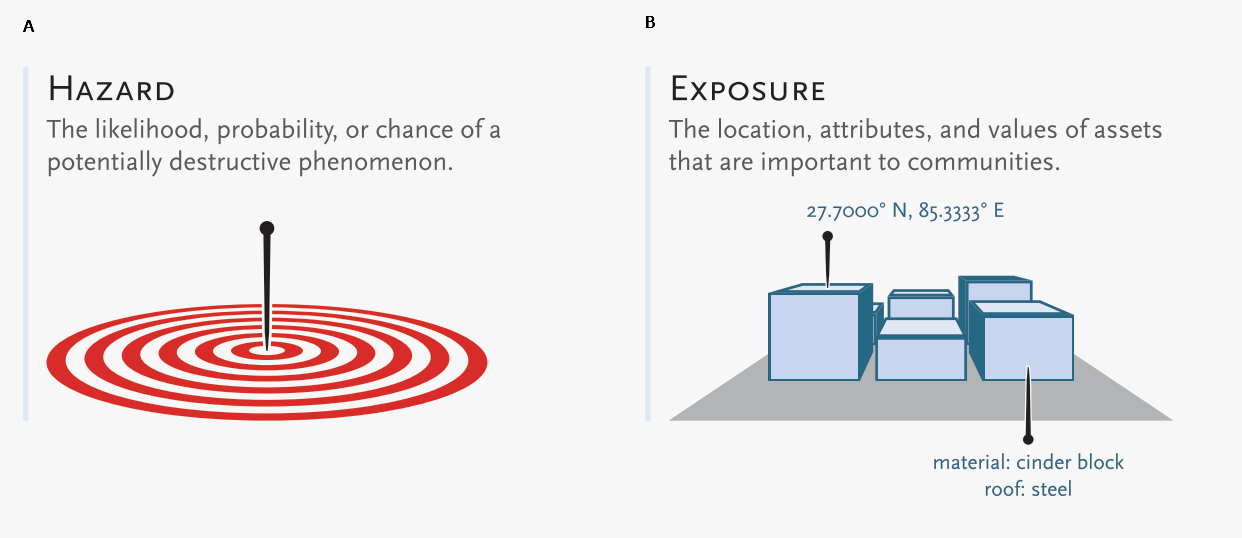 A
HAZARD
The likelihood, probability, or chance of a
potentially destructive phenomenon.
B
EXPOSURE
The location, attributes, and values of assets
that are important to communities.
27.7000° N, 85.3333° E
material: cinder block
roof: steel